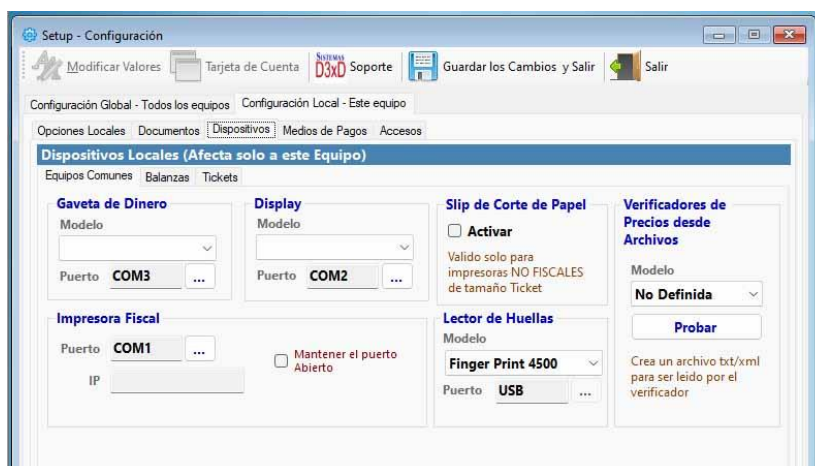 Setup - Configuración
Modificar Valores
Tarjeta de Cuenta
SISTEMAS
D3xD
Soporte
Guardar los Cambios y Salir
Salir
Configuración Global - Todos los equipos
Configuración Local - Este equipo
Opciones Locales
Documentos
Dispositivos
Medios de Pagos
Accesos
Dispositivos Locales (Afecta solo a este Equipo)
Equipos Comunes
Balanzas
Tickets
Gaveta de Dinero
Modelo
Puerto COM3 ...
Display
Modelo
Puerto COM2 ...
Slip de Corte de Papel
Activar
Valido solo para
impresoras NO FISCALES
de tamaño Ticket
Verificadores de
Precios desde
Archivos
Modelo
No Definida
Probar
Crea un archivo txt/xml
para ser leido por el
verificador
Impresora Fiscal
Puerto COM1 ...
IP
Mantener el puerto
Abierto
Lector de Huellas
Modelo
Finger Print 4500
Puerto USB ...